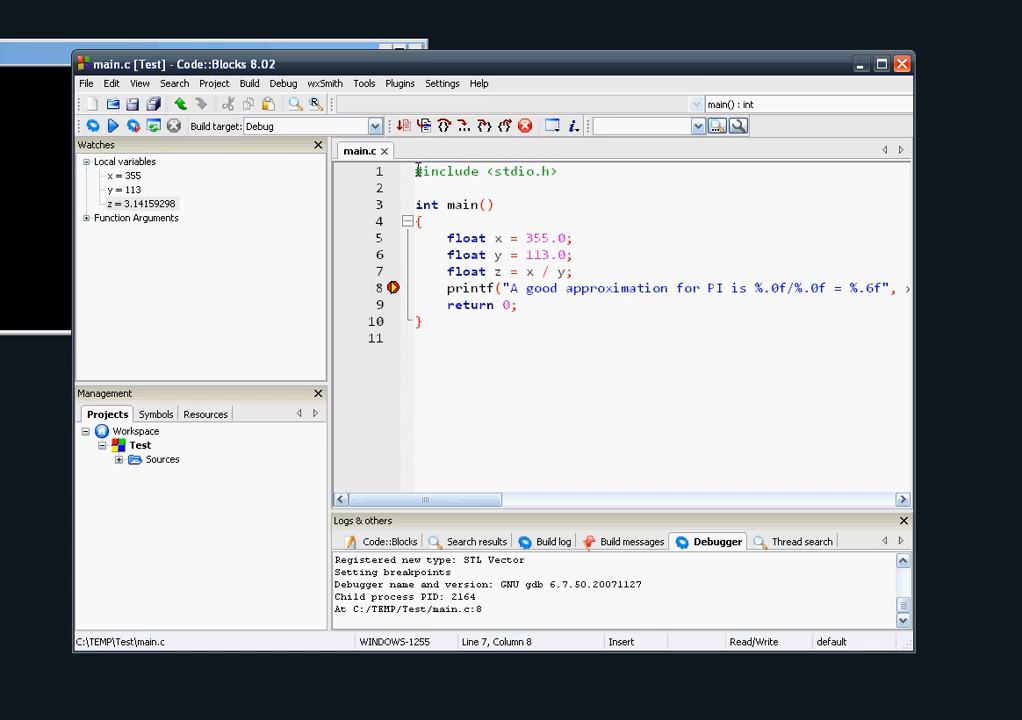 main.c [Test] - Code::Blocks 8.02
File Edit View Search Project Build Debug wxSmith Tools Plugins Settings Help
main() : int
Build target: Debug
Watches
Local variables
x = 355
y = 113
z = 3.14159298
Function Arguments
main.c
1 #include <stdio.h>
2
3 int main()
4 {
5 float x = 355.0;
6 float y = 113.0;
7 float z = x / y;
8 printf("A good approximation for PI is %.0f/%.0f = %.6f",
9 return 0;
10 }
11
Management
Projects Symbols Resources
Workspace
Test
Sources
Logs & others
Code::Blocks Search results Build log Build messages Debugger Thread search
Registered new type: STL Vector
Setting breakpoints
Debugger name and version: GNU gdb 6.7.50.20071127
Child process PID: 2164
At C:/TEMP/Test/main.c:8
C:\TEMP\Test\main.c WINDOWS-1255 Line 7, Column 8 Insert Read/Write default